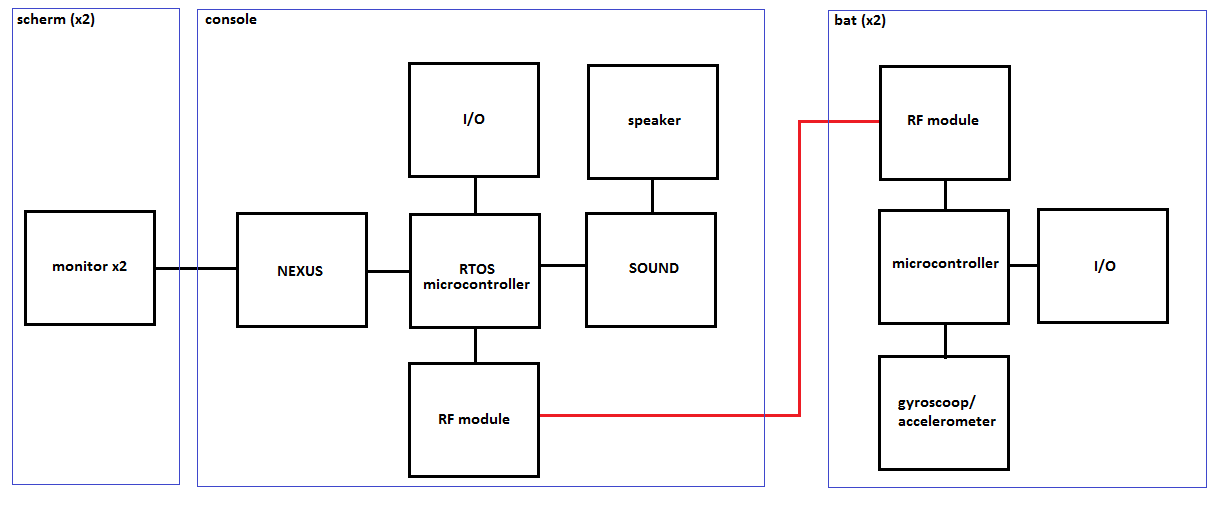 scherm (x2)
monitor x2
console
I/O
speaker
NEXUS
RTOS
microcontroller
SOUND
RF module
bat (x2)
RF module
microcontroller
I/O
gyroscoop/
accelerometer